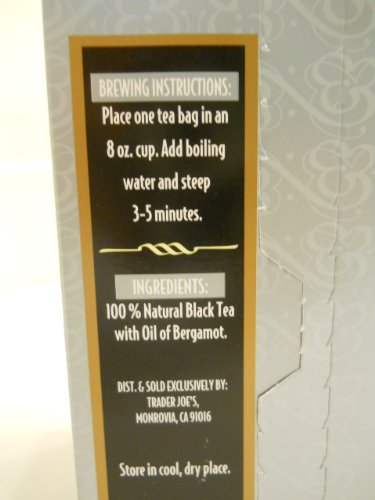 BREWING INSTRUCTIONS:
Place one tea bag in an
8 oz. cup. Add boiling
water and steep
3-5 minutes.
INGREDIENTS:
100 % Natural Black Tea
with Oil of Bergamot.
DIST. & SOLD EXCLUSIVELY BY:
TRADER JOE'S,
MONROVIA, CA 91016
Store in cool, dry place.